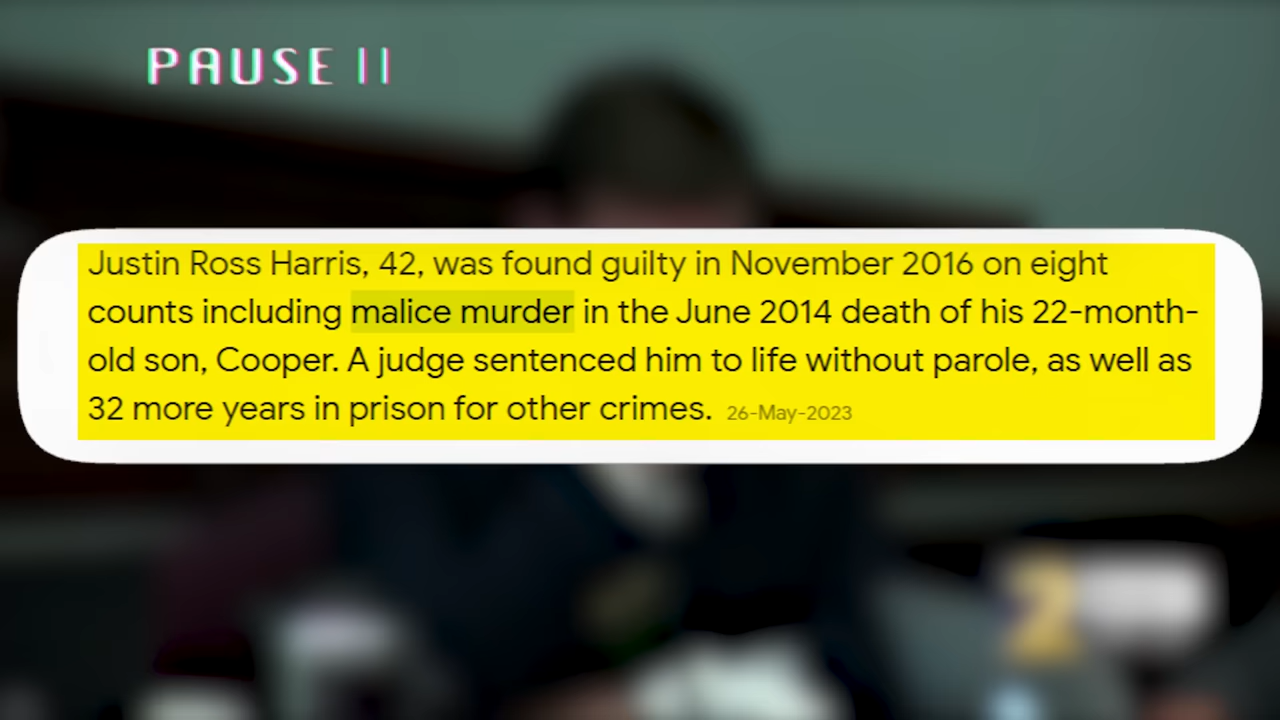 PAUSE II
Justin Ross Harris, 42, was found guilty in November 2016 on eight
counts including malice murder in the June 2014 death of his 22-month-
old son, Cooper. A judge sentenced him to life without parole, as well as
32 more years in prison for other crimes. 26-May-2023
2